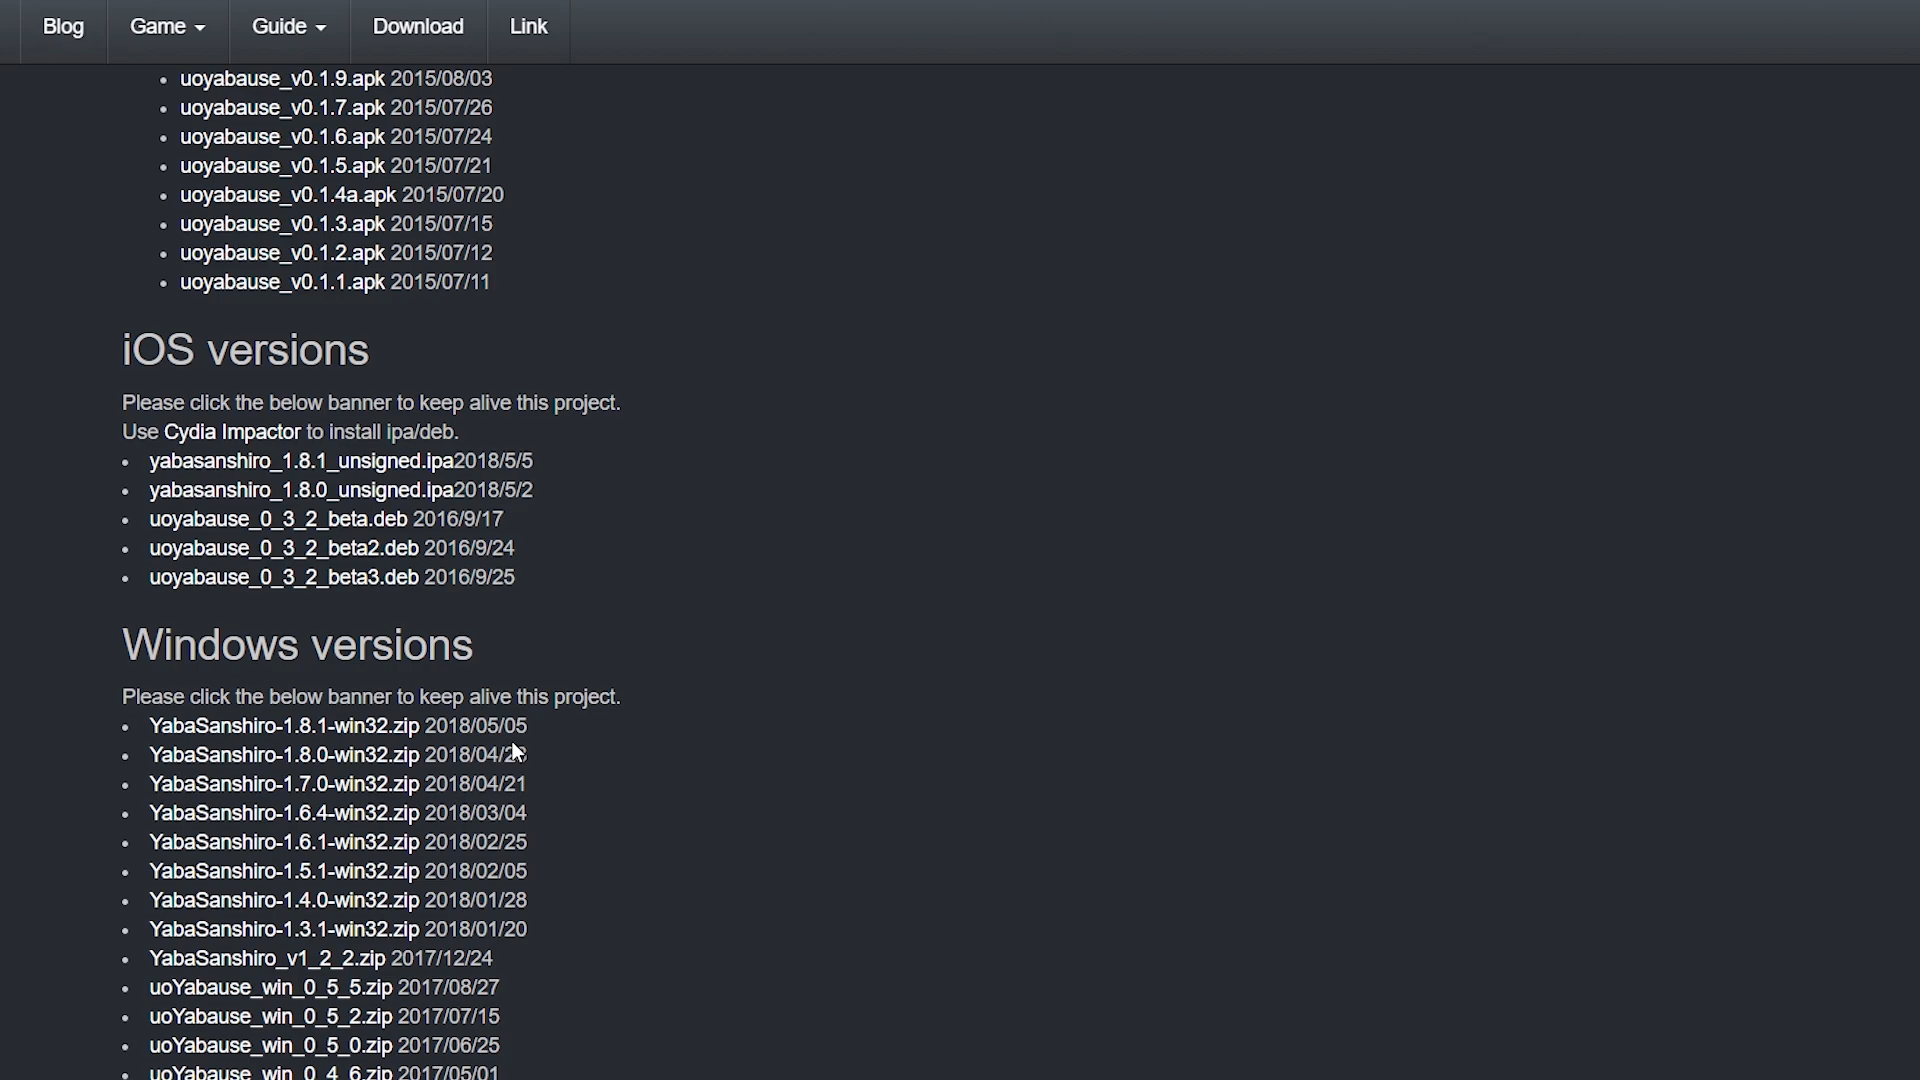 Blog Game Guide Download Link
uoyabause_v0.1.9.apk 2015/08/03
uoyabause_v0.1.7.apk 2015/07/26
uoyabause_v0.1.6.apk 2015/07/24
uoyabause_v0.1.5.apk 2015/07/21
uoyabause_v0.1.4a.apk 2015/07/20
uoyabause_v0.1.3.apk 2015/07/15
uoyabause_v0.1.2.apk 2015/07/12
uoyabause_v0.1.1.apk 2015/07/11
iOS versions
Please click the below banner to keep alive this project.
Use Cydia Impactor to install ipa/deb.
yabasanshiro_1.8.1_unsigned.ipa2018/5/5
yabasanshiro_1.8.0_unsigned.ipa2018/5/2
uoyabause_0_3_2_beta.deb 2016/9/17
uoyabause_0_3_2_beta2.deb 2016/9/24
uoyabause_0_3_2_beta3.deb 2016/9/25
Windows versions
Please click the below banner to keep alive this project.
YabaSanshiro-1.8.1-win32.zip 2018/05/05
YabaSanshiro-1.8.0-win32.zip
YabaSanshiro-1.7.0-win32.zip 2018/04/21
YabaSanshiro-1.6.4-win32.zip 2018/03/04
YabaSanshiro-1.6.1-win32.zip 2018/02/25
YabaSanshiro-1.5.1-win32.zip 2018/02/05
YabaSanshiro-1.4.0-win32.zip 2018/01/28
YabaSanshiro-1.3.1-win32.zip 2018/01/20
YabaSanshiro_v1_2_2.zip 2017/12/24
uoYabause_win_0_5_5.zip 2017/08/27
uoYabause_win_0_5_2.zip 2017/07/15
uoYabause_win_0_5_0.zip 2017/06/25
uoYabause_win_0_4_6.zip 2017/05/01